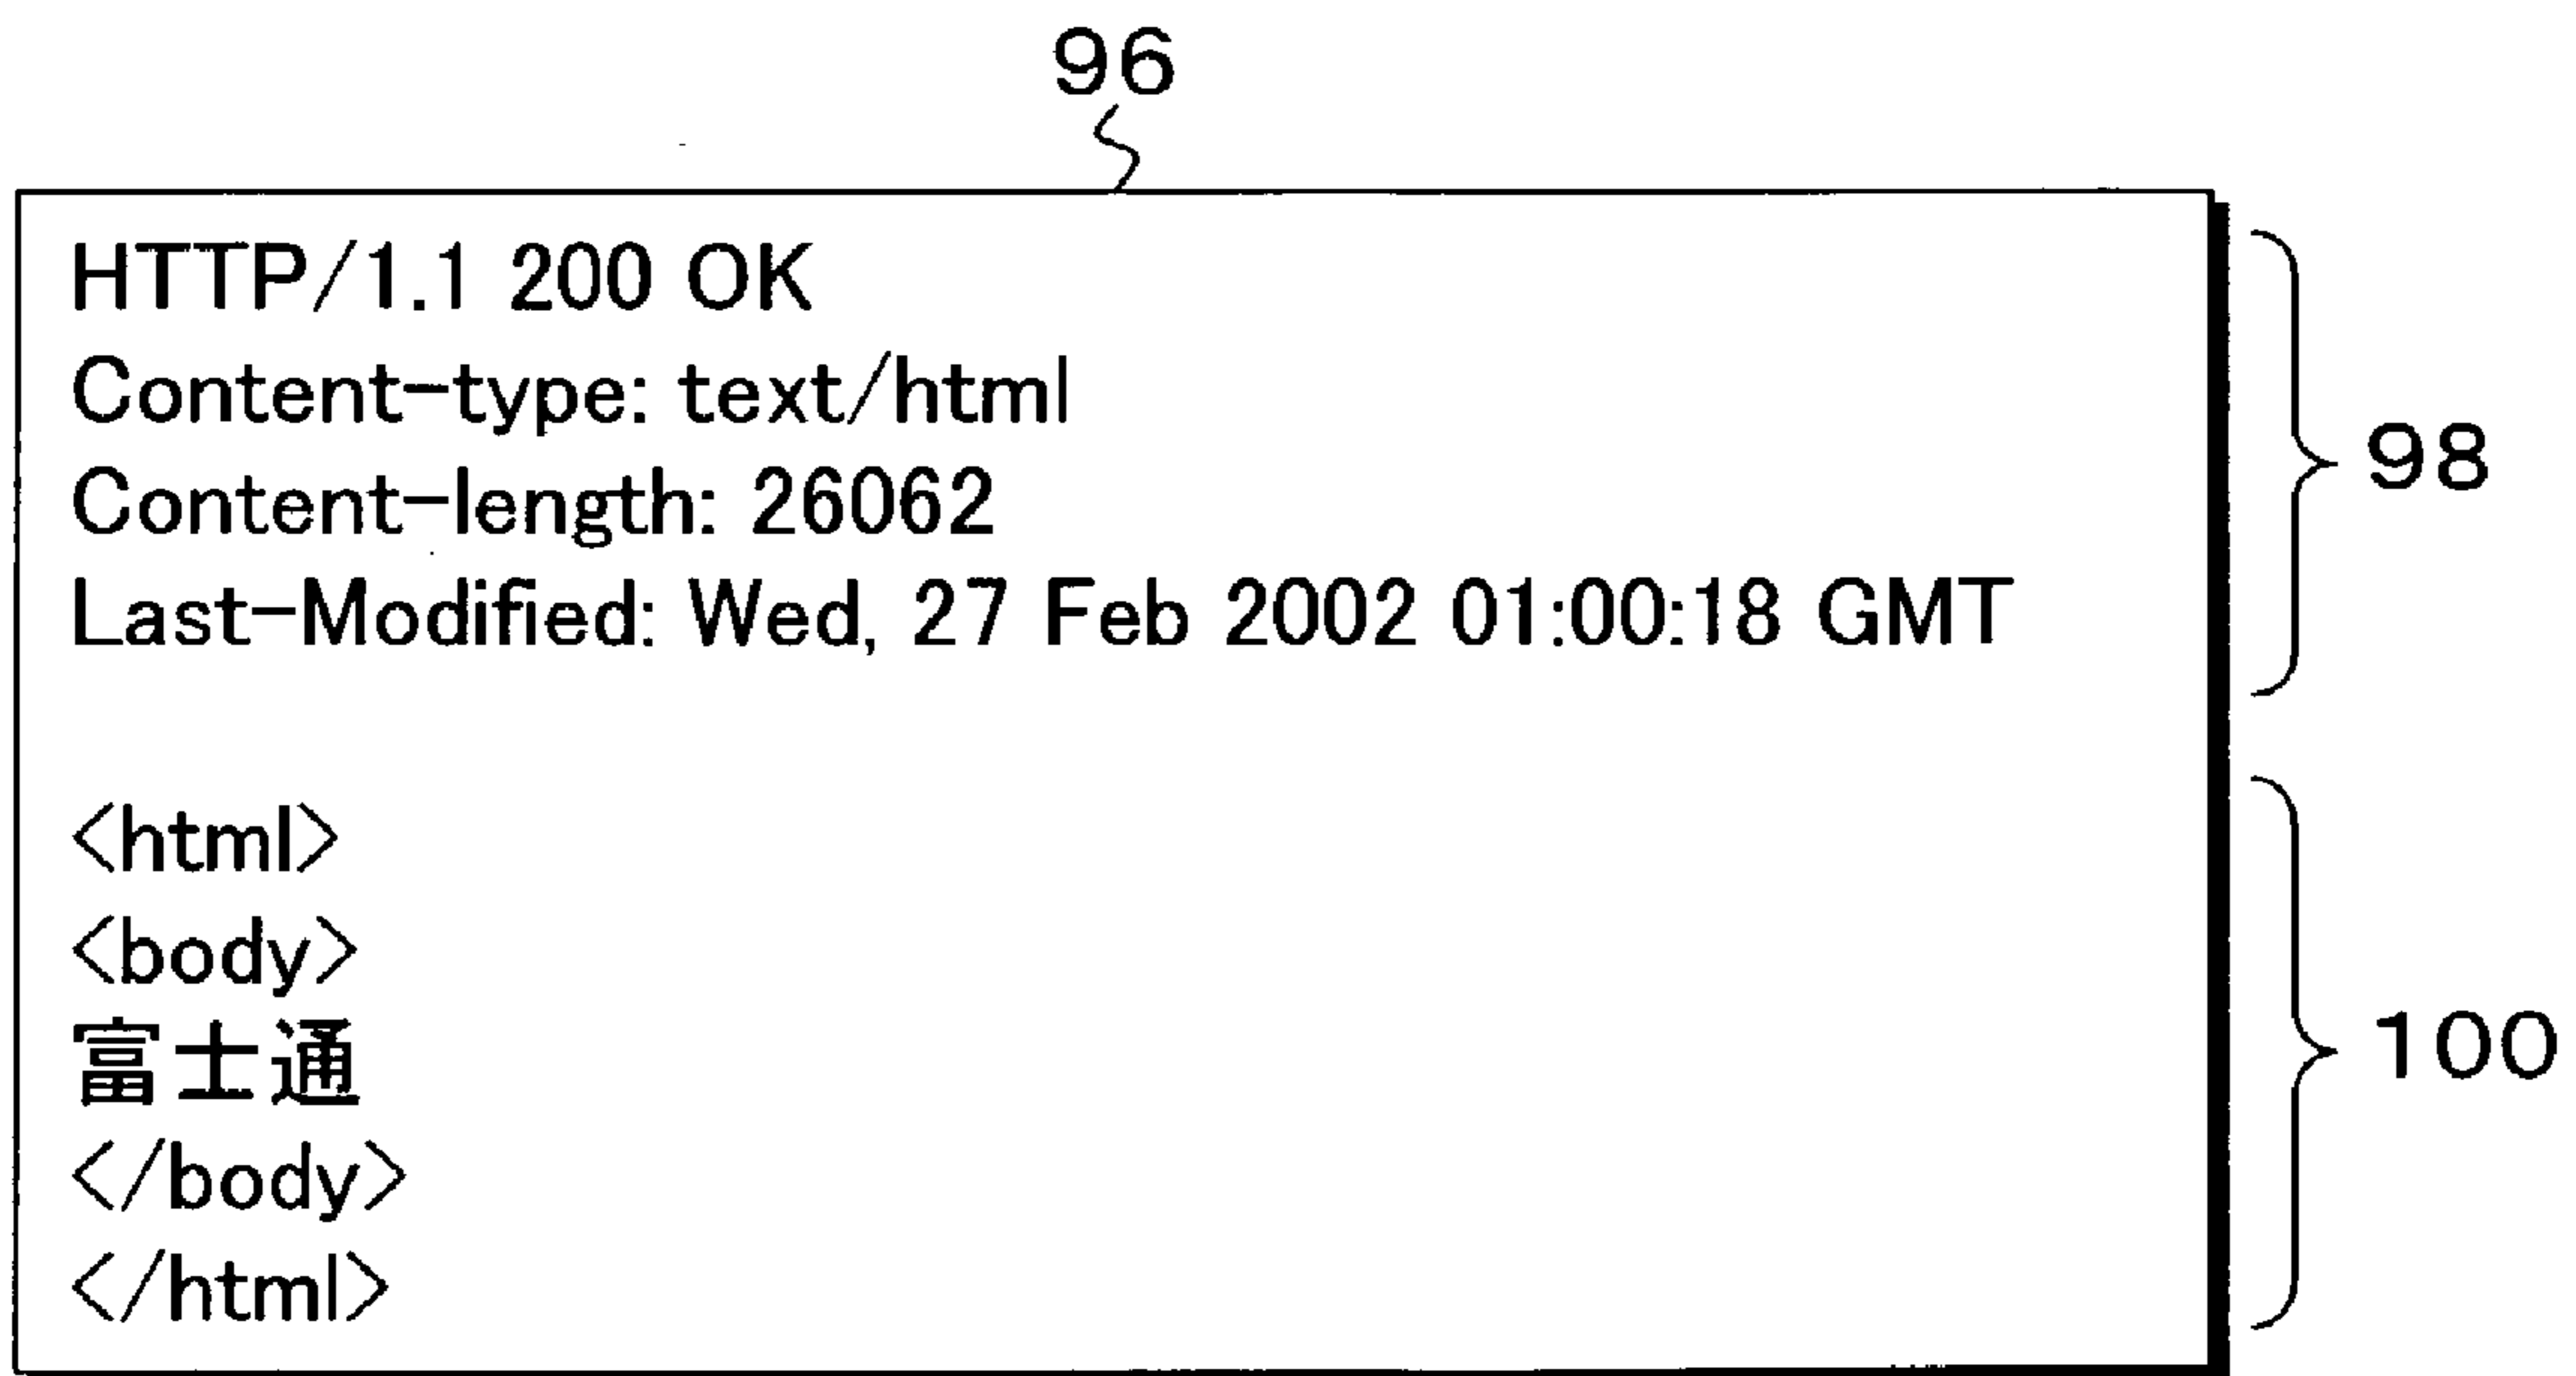 96
HTTP/1.1 200 OK
Content-type: text/html
Content-length: 26062
Last-Modified: Wed, 27 Feb 2002 01:00:18 GMT
98
<html>
<body>
富士通
</body>
</html>
100